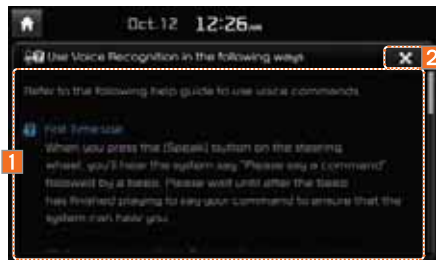 Oct.12 12:26AM
Use Voice Recognition in the following ways
2
Refer to the following help guide to use voice commands
First Time Use
1
When you press the [Speak] button on the steering
wheel, you'll hear the system say "Please say a command"
followed by a beep. Please wait until after the beep
has finished playing to say your command to ensure that the
system can hear you.